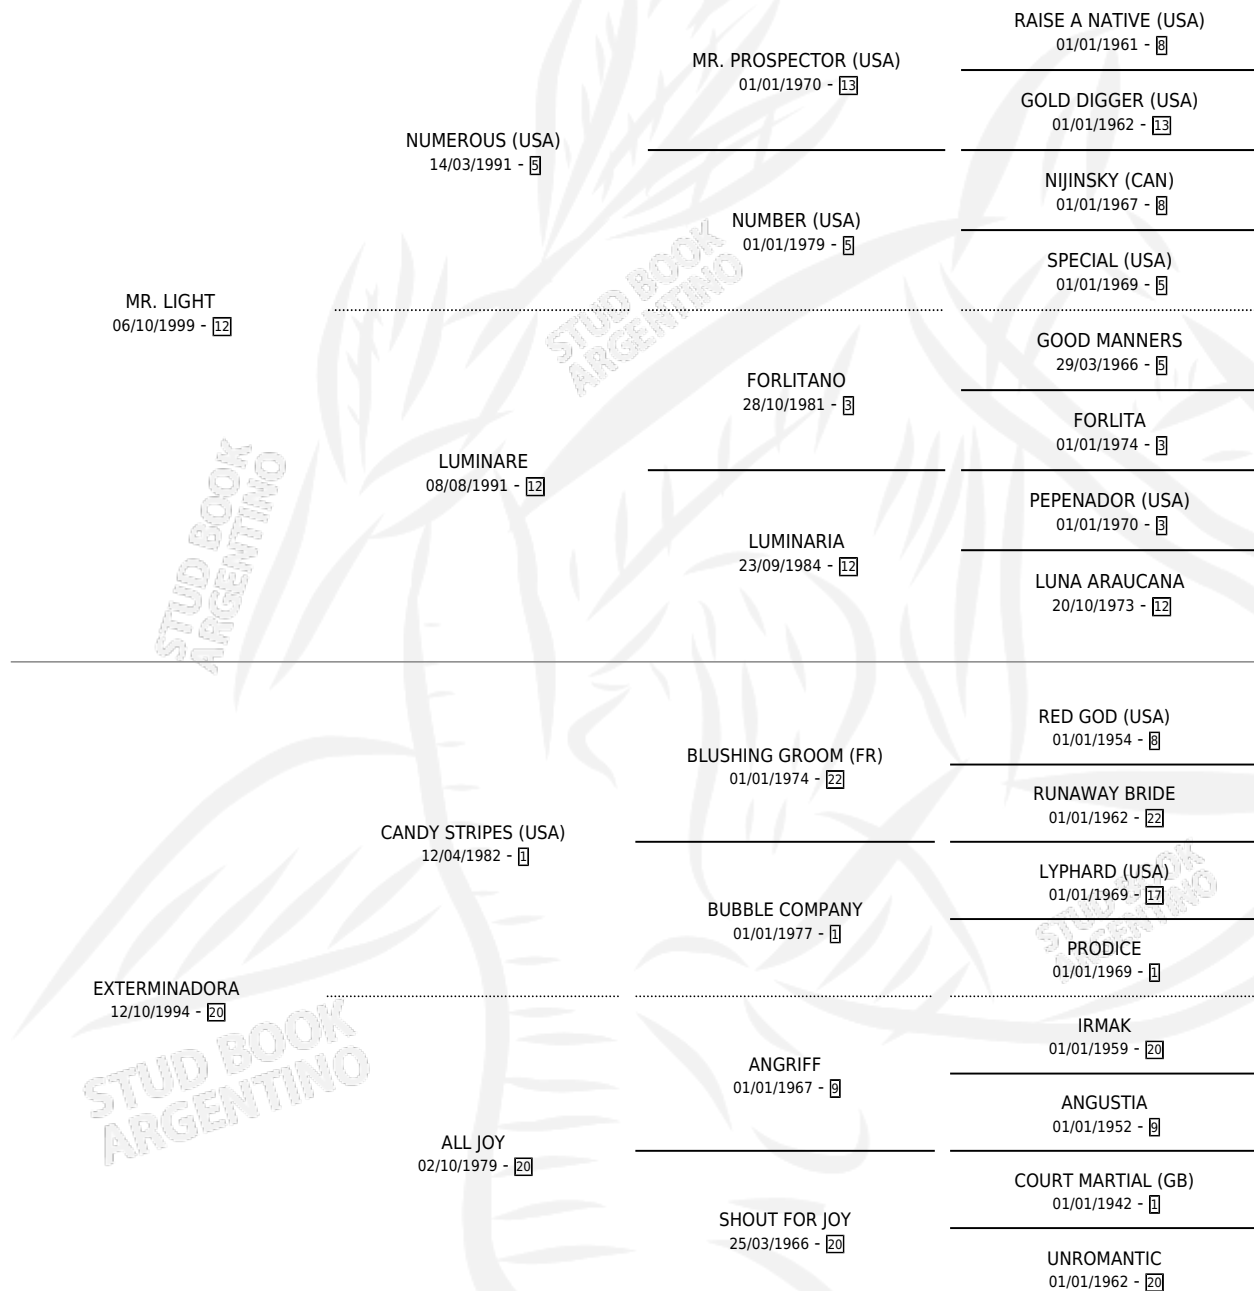 RAISE A NATIVE (USA)
01/01/1961 - 8
MR. PROSPECTOR (USA)
01/01/1970 - 13
GOLD DIGGER (USA)
01/01/1962 - 13
NUMEROUS (USA)
14/03/1991 - 5
NIJINSKY (CAN)
01/01/1967 - 8
NUMBER (USA)
01/01/1979 - 5
SPECIAL (USA)
01/01/1969 - 5
MR. LIGHT
06/10/1999 - 12
GOOD MANNERS
29/03/1966 - 5
FORLITANO
28/10/1981 - 3
FORLITA
01/01/1974 - 3
LUMINARE
08/08/1991 - 12
PEPENADOR (USA)
01/01/1970 - 3
LUMINARIA
23/09/1984 - 12
LUNA ARAUCANA
20/10/1973 - 12
RED GOD (USA)
01/01/1954 - 8
BLUSHING GROOM (FR)
01/01/1974 - 22
RUNAWAY BRIDE
01/01/1962 - 22
CANDY STRIPES (USA)
12/04/1982 - 1
LYPHARD (USA)
01/01/1969 - 17
BUBBLE COMPANY
01/01/1977 - 1
PRODICE
01/01/1969 - 1
EXTERMINADORA
12/10/1994 - 20
IRMAK
01/01/1959 - 20
ANGRIFF
01/01/1967 - 9
ANGUSTIA
01/01/1952 - 9
ALL JOY
02/10/1979 - 20
COURT MARTIAL (GB)
01/01/1942 - 1
SHOUT FOR JOY
25/03/1966 - 20
UNROMANTIC
01/01/1962 - 20
STUD BOOK
ARGENTINO
STUD BOOK
ARGENTINO
STUD BOOK
ARGENTINO
STUD BOOK
ARGENTINO